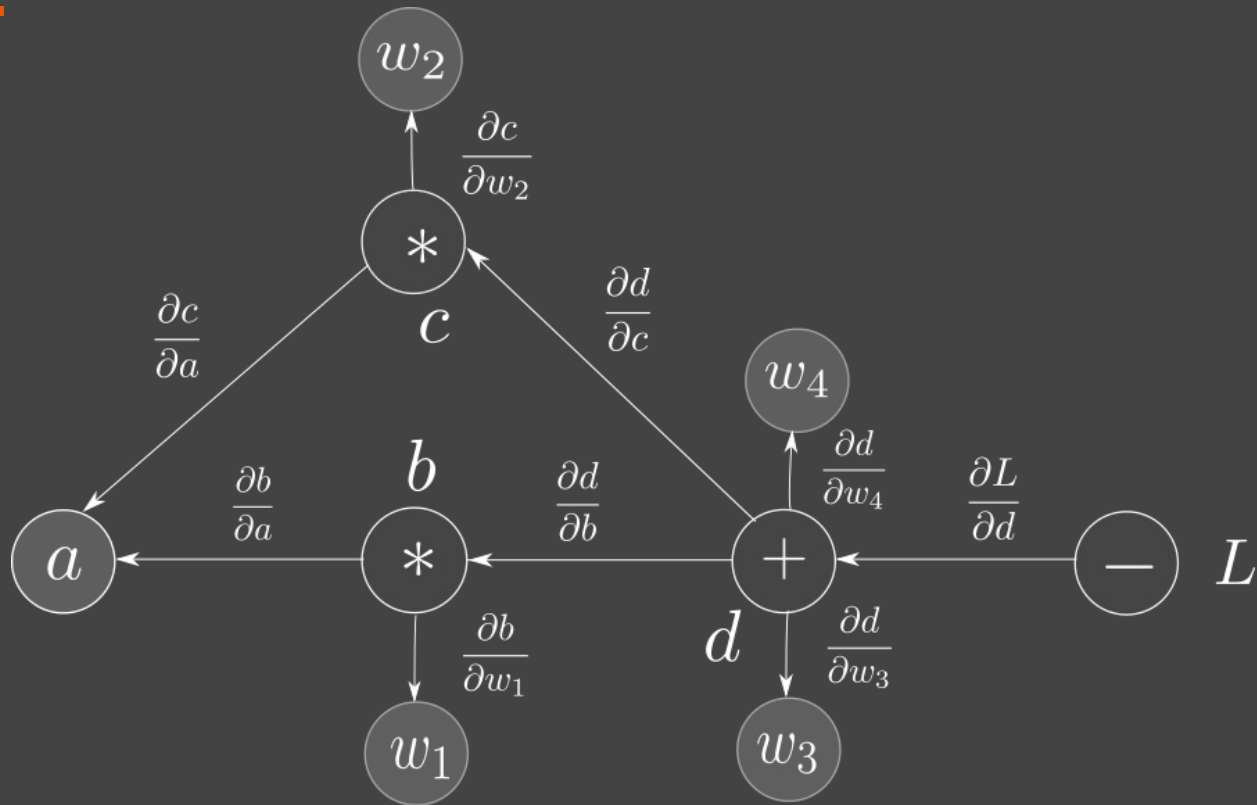 w₂
∂c/∂w₂
*
c
∂c/∂a
∂d/∂c
w₄
∂d/∂w₄
b
∂b/∂a
∂d/∂b
∂L/∂d
a
*
+
−
L
d
∂b/∂w₁
∂d/∂w₃
w₁
w₃